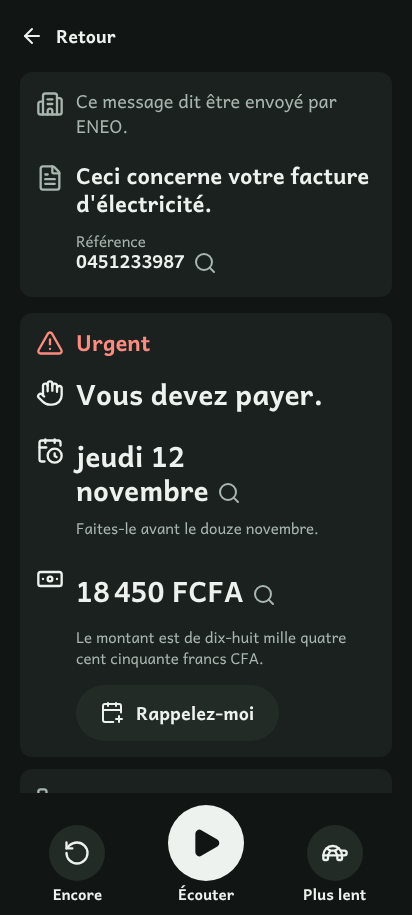 Retour
Ce message dit être envoyé par
ENEO.
Ceci concerne votre facture
d'électricité.
Référence
0451233987
Urgent
Vous devez payer.
jeudi 12
novembre
Faites-le avant le douze novembre.
18 450 FCFA
Le montant est de dix-huit mille quatre
cent cinquante francs CFA.
Rappelez-moi
Encore
Écouter
Plus lent